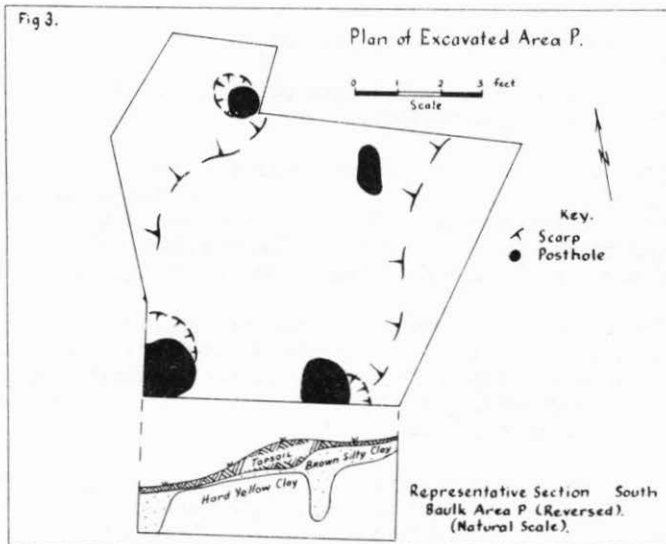 Fig 3.
Plan of Excavated Area P.
0 1 2 3 feet
Scale
N
Key.
Scarp
Posthole
Topsoil
Brown Silty Clay
Hard Yellow Clay
Representative Section South
Baulk Area P (Reversed).
(Natural Scale).